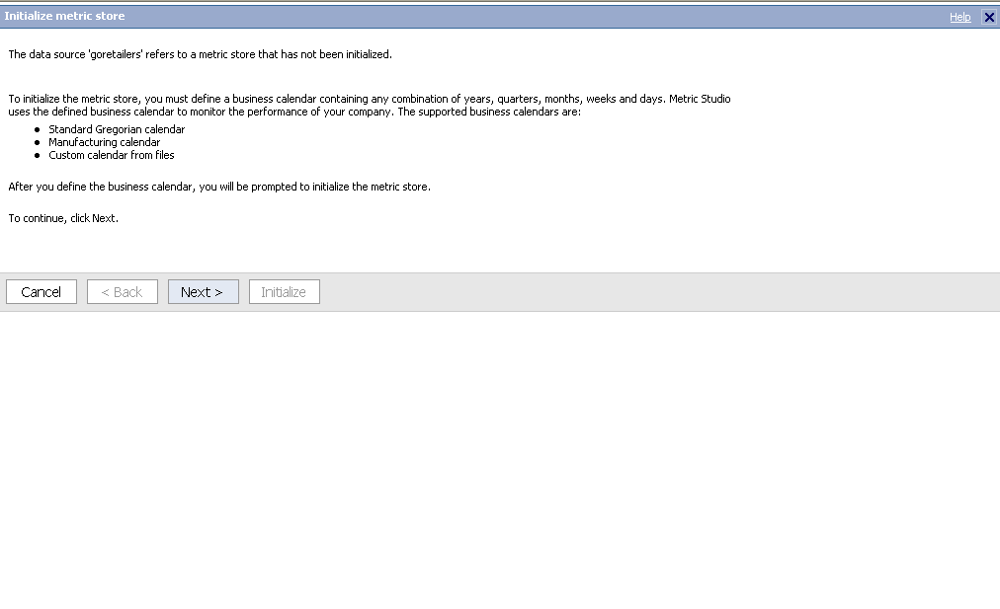 Initialize metric store
Help
The data source 'goretailers' refers to a metric store that has not been initialized.
To initialize the metric store, you must define a business calendar containing any combination of years, quarters, months, weeks and days. Metric Studio
uses the defined business calendar to monitor the performance of your company. The supported business calendars are:
● Standard Gregorian calendar
● Manufacturing calendar
● Custom calendar from files
After you define the business calendar, you will be prompted to initialize the metric store.
To continue, click Next.
Cancel < Back Next > Initialize